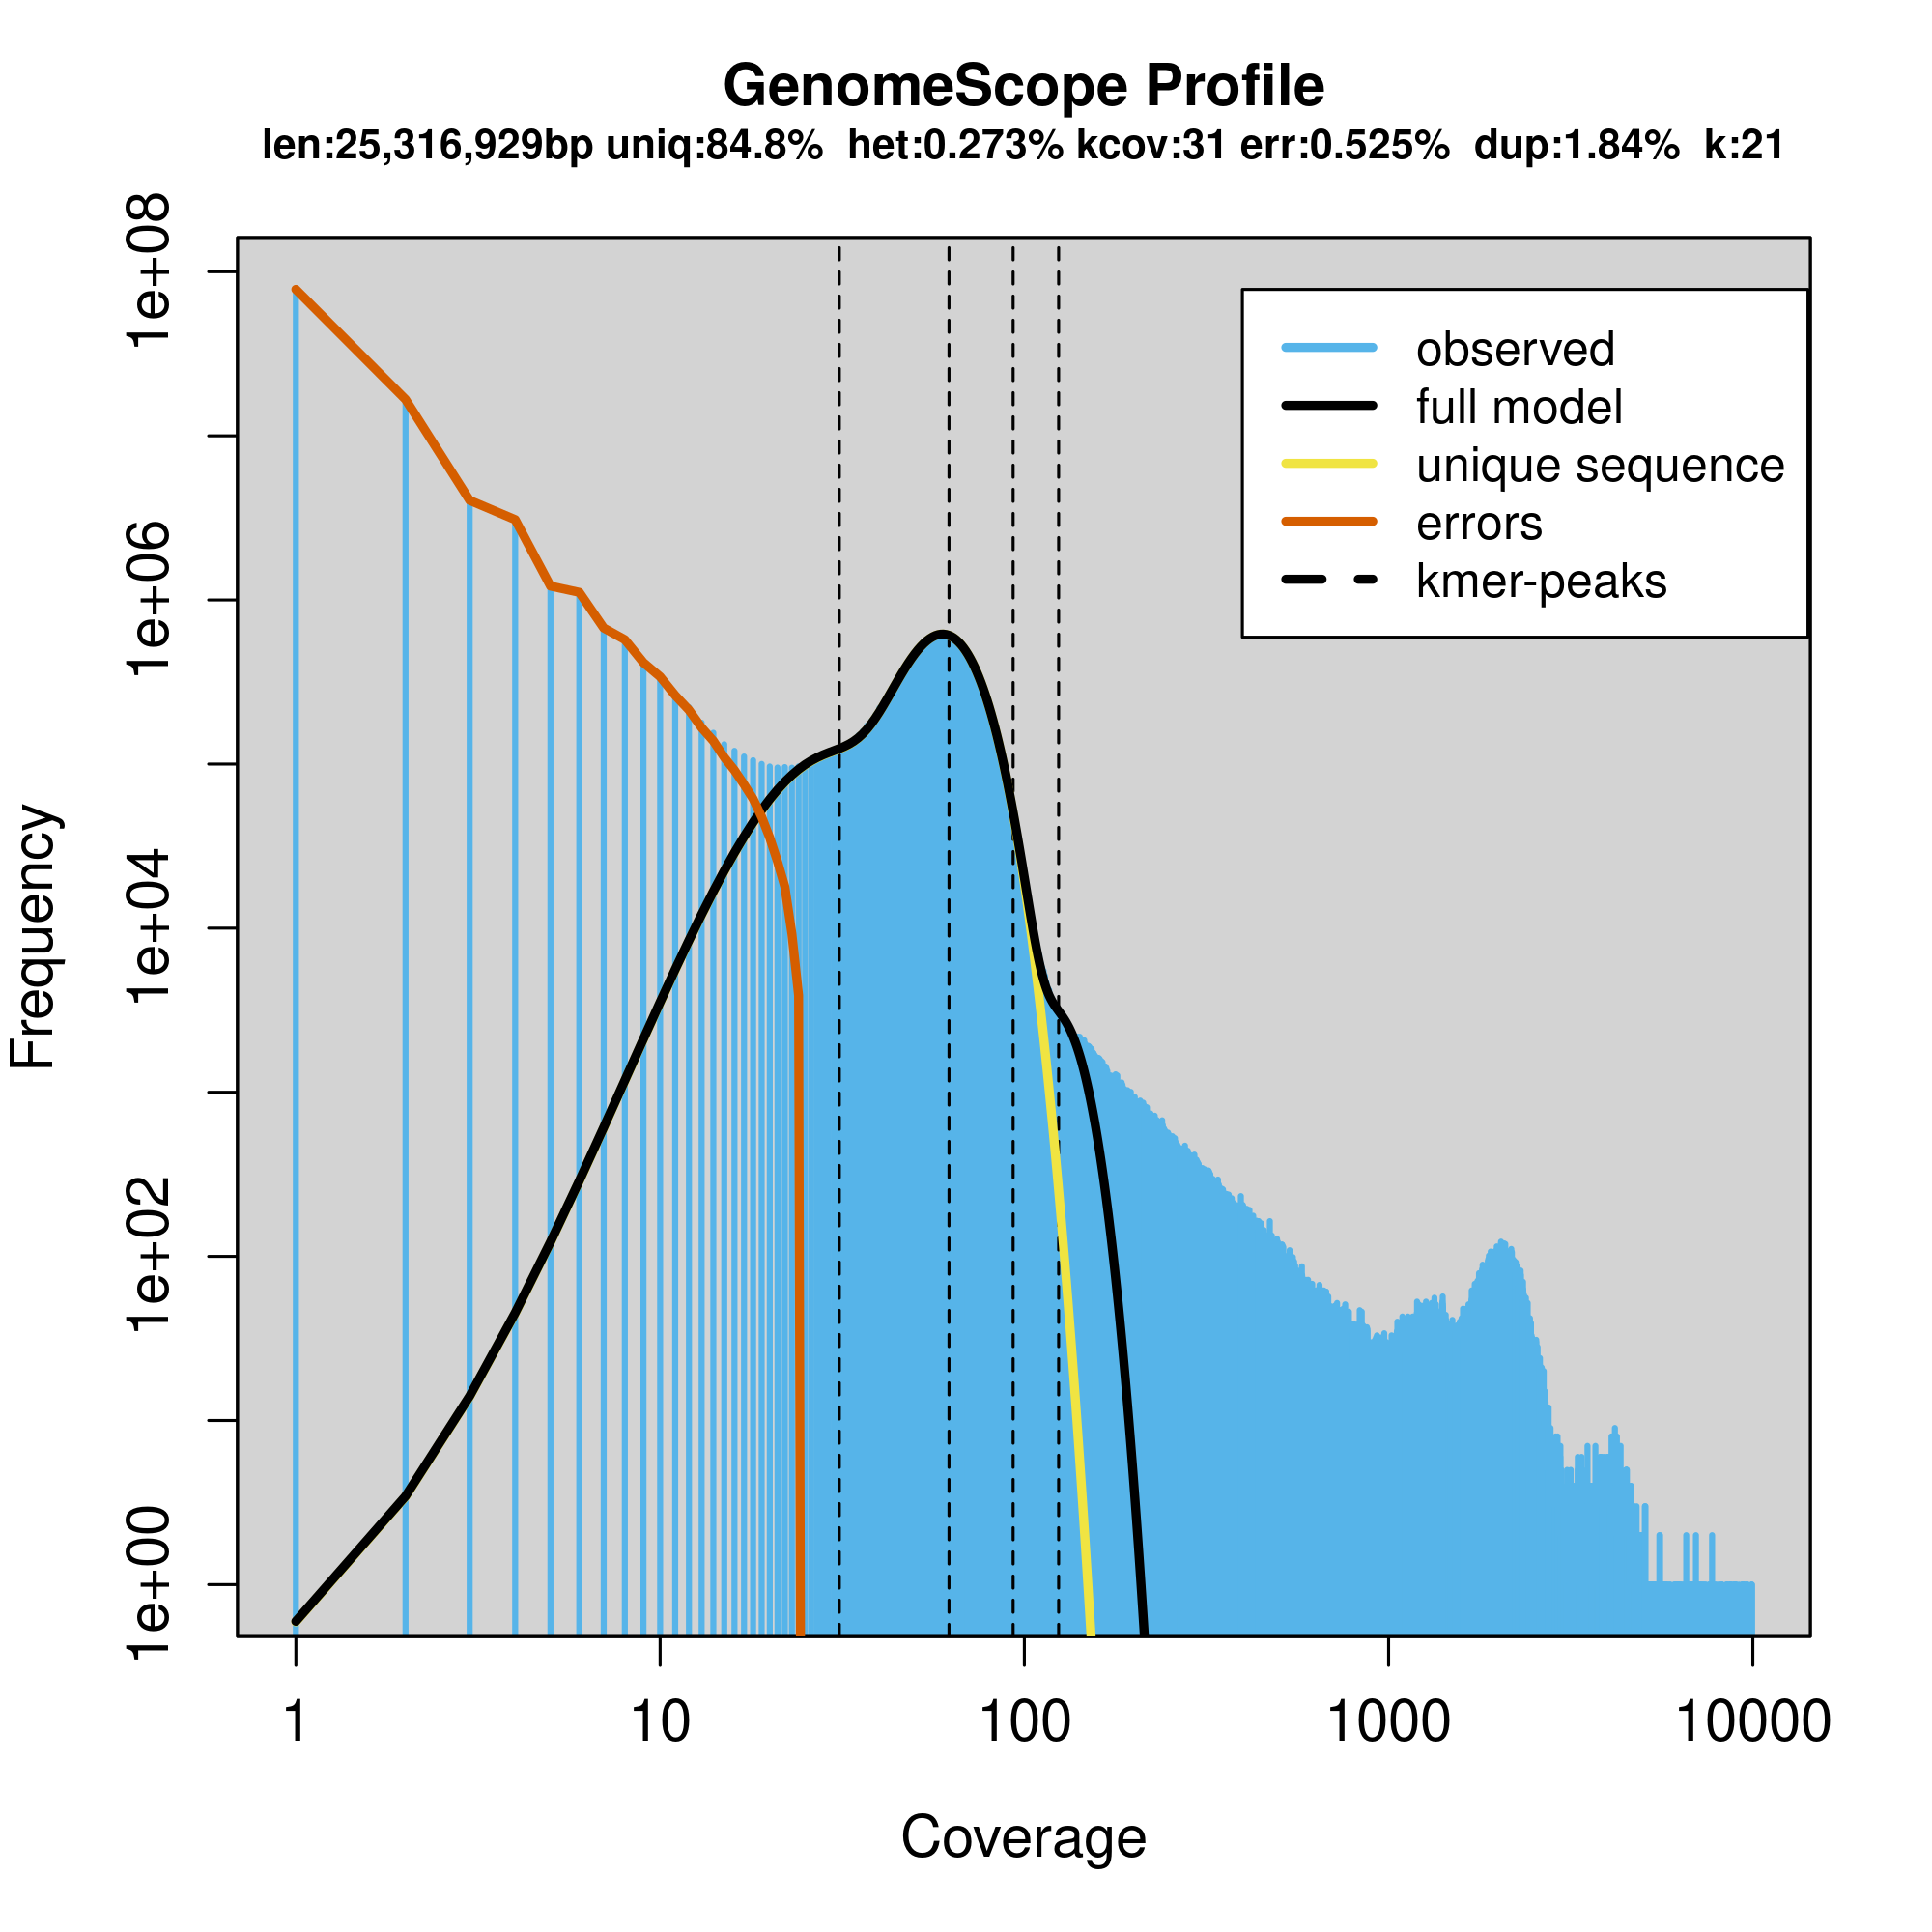 GenomeScope Profile
len:25,316,929bp uniq:84.8% het:0.273% kcov:31 err:0.525% dup:1.84% k:21
1e+08
1e+06
1e+04
1e+02
1e+00
Frequency
observed
full model
unique sequence
errors
kmer-peaks
1 10 100 1000 10000
Coverage